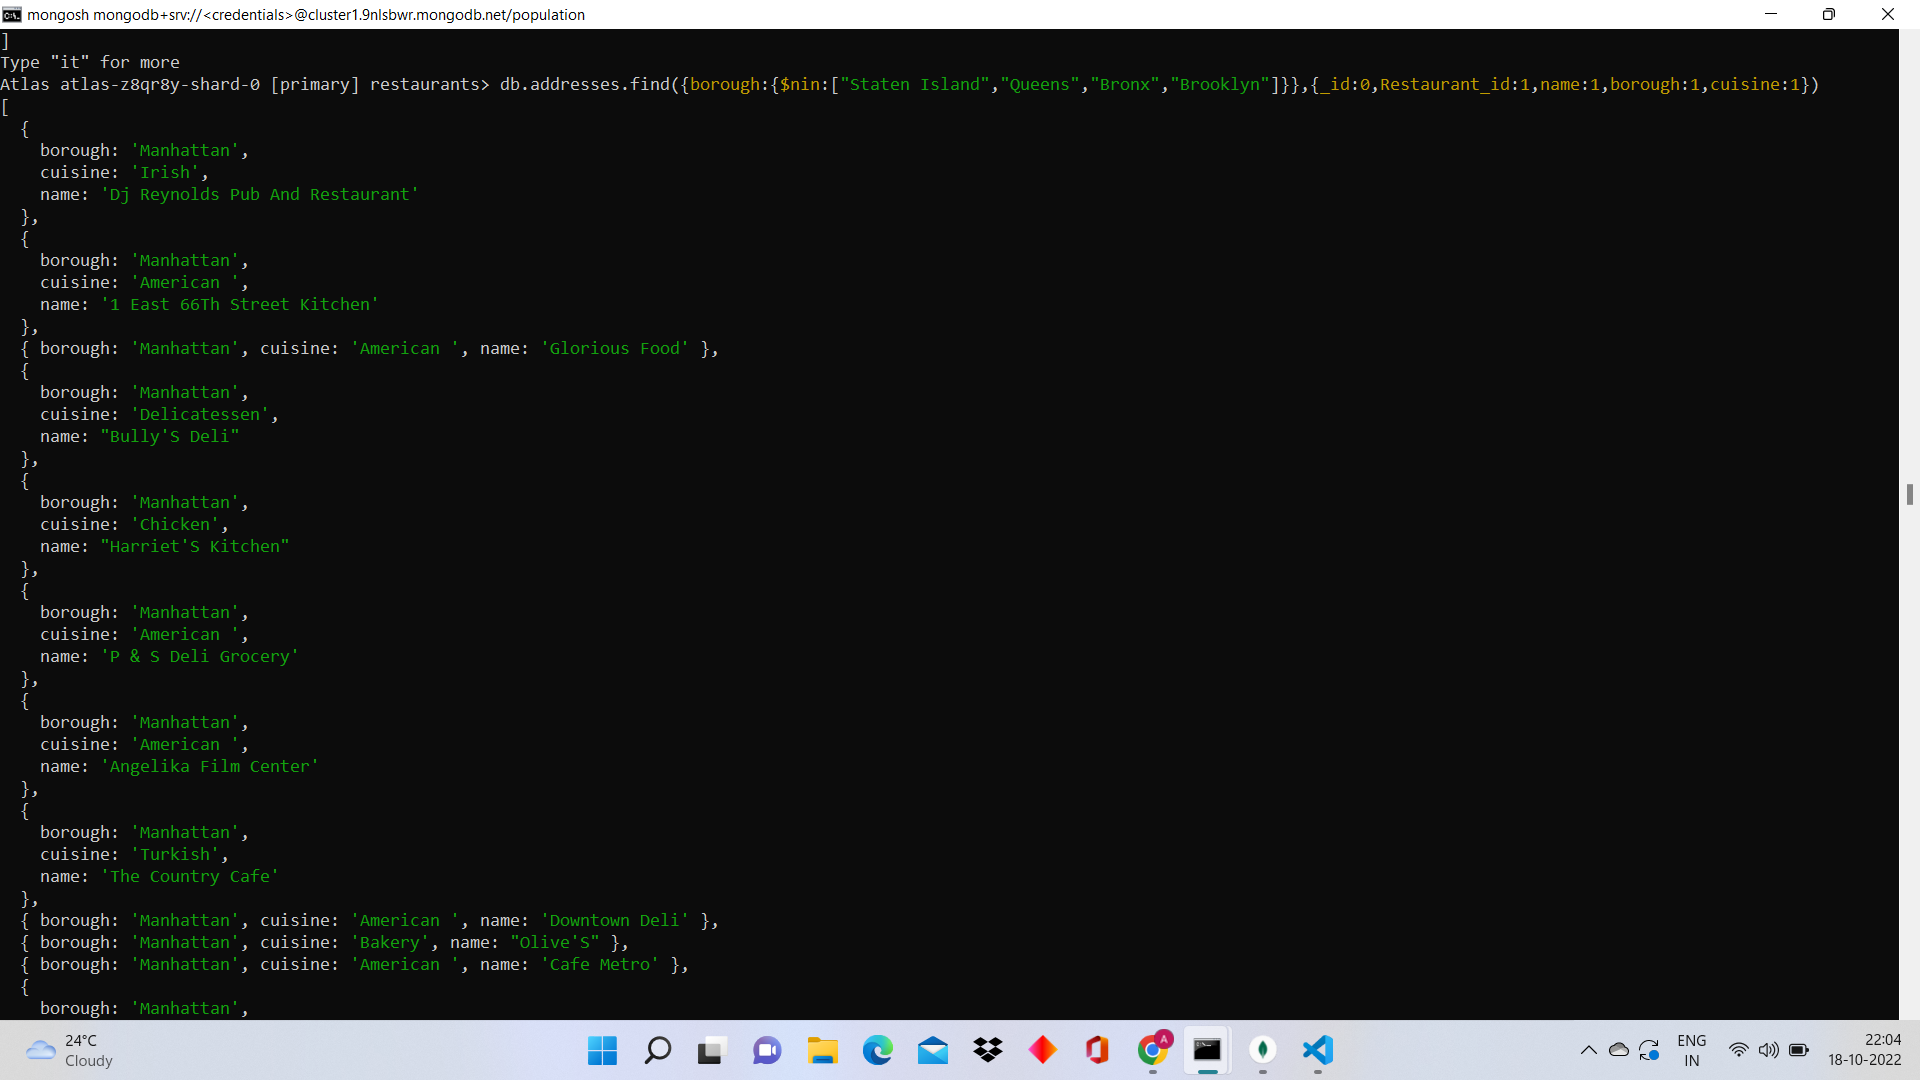 mongosh mongodb+srv://<credentials>@cluster1.9nlsbwr.mongodb.net/population
]
Type "it" for more
Atlas atlas-z8qr8y-shard-0 [primary] restaurants> db.addresses.find({borough:{$nin:["Staten Island","Queens","Bronx","Brooklyn"]}},{_id:0,Restaurant_id:1,name:1,borough:1,cuisine:1})
[
  {
    borough: 'Manhattan',
    cuisine: 'Irish',
    name: 'Dj Reynolds Pub And Restaurant'
  },
  {
    borough: 'Manhattan',
    cuisine: 'American ',
    name: '1 East 66Th Street Kitchen'
  },
  { borough: 'Manhattan', cuisine: 'American ', name: 'Glorious Food' },
  {
    borough: 'Manhattan',
    cuisine: 'Delicatessen',
    name: "Bully'S Deli"
  },
  {
    borough: 'Manhattan',
    cuisine: 'Chicken',
    name: "Harriet'S Kitchen"
  },
  {
    borough: 'Manhattan',
    cuisine: 'American ',
    name: 'P & S Deli Grocery'
  },
  {
    borough: 'Manhattan',
    cuisine: 'American ',
    name: 'Angelika Film Center'
  },
  {
    borough: 'Manhattan',
    cuisine: 'Turkish',
    name: 'The Country Cafe'
  },
  { borough: 'Manhattan', cuisine: 'American ', name: 'Downtown Deli' },
  { borough: 'Manhattan', cuisine: 'Bakery', name: "Olive'S" },
  { borough: 'Manhattan', cuisine: 'American ', name: 'Cafe Metro' },
  {
    borough: 'Manhattan',
24°C
Cloudy
A
ENG
IN
22:04
18-10-2022